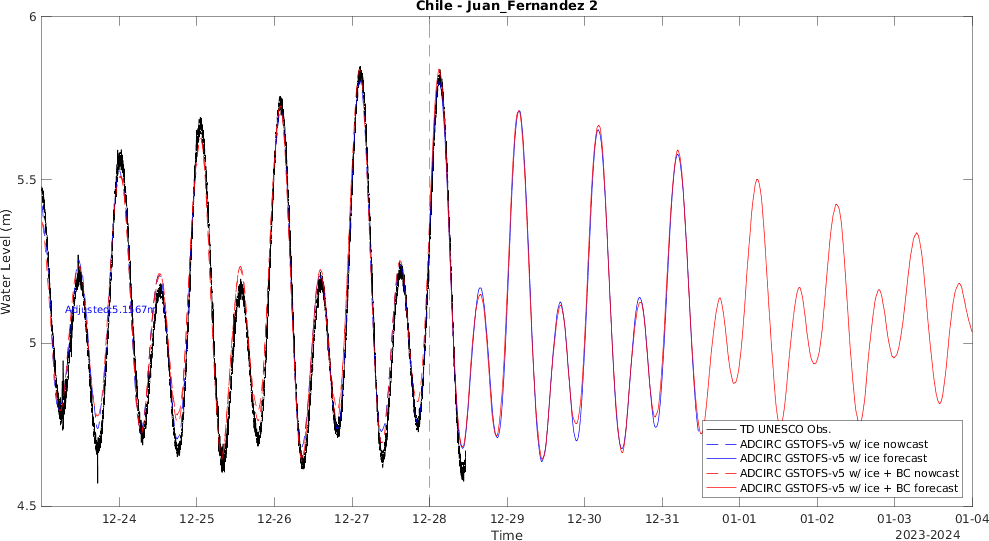 Chile - Juan_Fernandez 2
6
5.5
5
4.5
Water Level (m)
Adjusted:5.1567m
TD UNESCO Obs.
ADCIRC GSTOFS-v5 w/ ice nowcast
ADCIRC GSTOFS-v5 w/ ice forecast
ADCIRC GSTOFS-v5 w/ ice + BC nowcast
ADCIRC GSTOFS-v5 w/ ice + BC forecast
12-24 12-25 12-26 12-27 12-28 12-29 12-30 12-31 01-01 01-02 01-03 01-04
Time
2023-2024